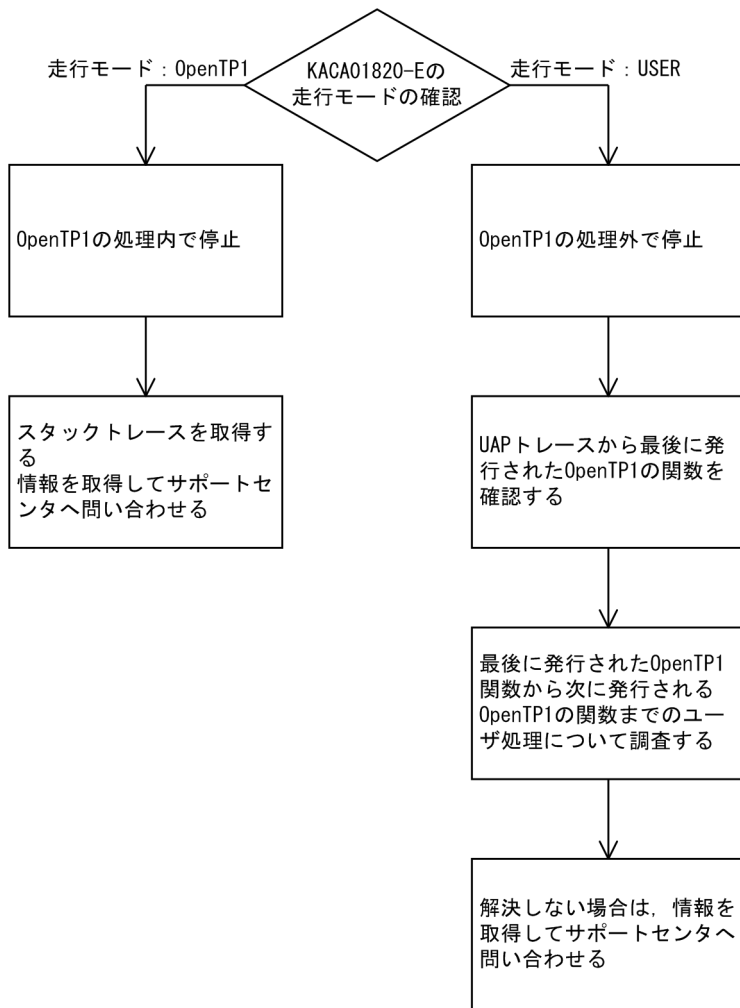 KACA01820-Eの
走行モードの確認
走行モード：OpenTP1
走行モード：USER
OpenTP1の処理内で停止
OpenTP1の処理外で停止
スタックトレースを取得す
る
情報を取得してサポートセ
ンタへ問い合わせる
UAPトレースから最後に発
行されたOpenTP1の関数を
確認する
最後に発行されたOpenTP1
関数から次に発行される
OpenTP1の関数までのユー
ザ処理について調査する
解決しない場合は，情報を
取得してサポートセンタへ
問い合わせる